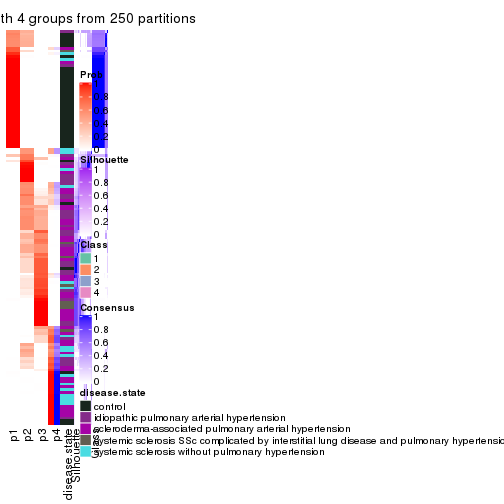 th 4 groups from 250 partitions
Prob
1
0.8
0.6
0.4
0.2
0
Silhouette
1
0.8
0.6
0.4
0.2
0
Class
1
2
3
4
Consensus
1
0.8
0.6
0.4
0.2
0
disease.state
control
idiopathic pulmonary arterial hypertension
scleroderma-associated pulmonary arterial hypertension
systemic sclerosis SSc complicated by interstitial lung disease and pulmonary hypertensio
systemic sclerosis without pulmonary hypertension
p1
p2
p3
p4
disease.state
Silhouette